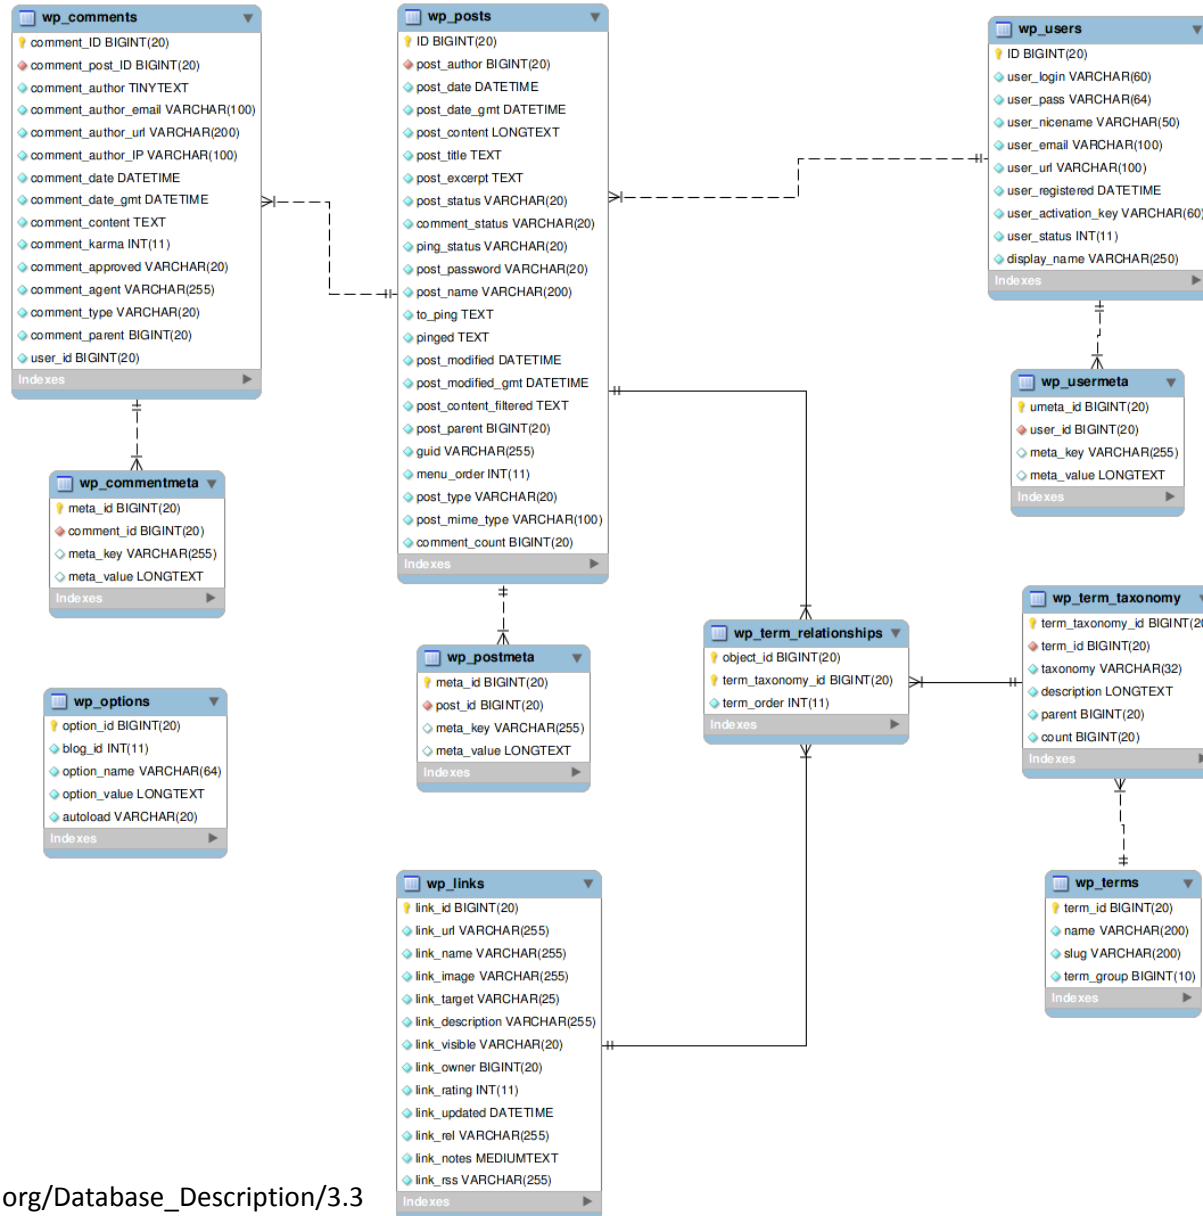 wp_comments
comment_ID BIGINT(20)
comment_post_ID BIGINT(20)
comment_author TINYTEXT
comment_author_email VARCHAR(100)
comment_author_url VARCHAR(200)
comment_author_IP VARCHAR(100)
comment_date DATETIME
comment_date_gmt DATETIME
comment_content TEXT
comment_karma INT(11)
comment_approved VARCHAR(20)
comment_agent VARCHAR(255)
comment_type VARCHAR(20)
comment_parent BIGINT(20)
user_id BIGINT(20)
Indexes
wp_posts
ID BIGINT(20)
post_author BIGINT(20)
post_date DATETIME
post_date_gmt DATETIME
post_content LONGTEXT
post_title TEXT
post_excerpt TEXT
post_status VARCHAR(20)
comment_status VARCHAR(20)
ping_status VARCHAR(20)
post_password VARCHAR(20)
post_name VARCHAR(200)
to_ping TEXT
pinged TEXT
post_modified DATETIME
post_modified_gmt DATETIME
post_content_filtered TEXT
post_parent BIGINT(20)
guid VARCHAR(255)
menu_order INT(11)
post_type VARCHAR(20)
post_mime_type VARCHAR(100)
comment_count BIGINT(20)
Indexes
wp_users
ID BIGINT(20)
user_login VARCHAR(60)
user_pass VARCHAR(64)
user_nicename VARCHAR(50)
user_email VARCHAR(100)
user_url VARCHAR(100)
user_registered DATETIME
user_activation_key VARCHAR(60)
user_status INT(11)
display_name VARCHAR(250)
Indexes
wp_usermeta
umeta_id BIGINT(20)
user_id BIGINT(20)
meta_key VARCHAR(255)
meta_value LONGTEXT
Indexes
wp_commentmeta
meta_id BIGINT(20)
comment_id BIGINT(20)
meta_key VARCHAR(255)
meta_value LONGTEXT
Indexes
wp_postmeta
meta_id BIGINT(20)
post_id BIGINT(20)
meta_key VARCHAR(255)
meta_value LONGTEXT
Indexes
wp_term_relationships
object_id BIGINT(20)
term_taxonomy_id BIGINT(20)
term_order INT(11)
Indexes
wp_term_taxonomy
term_taxonomy_id BIGINT(20
term_id BIGINT(20)
taxonomy VARCHAR(32)
description LONGTEXT
parent BIGINT(20)
count BIGINT(20)
Indexes
wp_options
option_id BIGINT(20)
blog_id INT(11)
option_name VARCHAR(64)
option_value LONGTEXT
autoload VARCHAR(20)
Indexes
wp_links
link_id BIGINT(20)
link_url VARCHAR(255)
link_name VARCHAR(255)
link_image VARCHAR(255)
link_target VARCHAR(25)
link_description VARCHAR(255)
link_visible VARCHAR(20)
link_owner BIGINT(20)
link_rating INT(11)
link_updated DATETIME
link_rel VARCHAR(255)
link_notes MEDIUMTEXT
link_rss VARCHAR(255)
Indexes
wp_terms
term_id BIGINT(20)
name VARCHAR(200)
slug VARCHAR(200)
term_group BIGINT(10)
Indexes
org/Database_Description/3.3